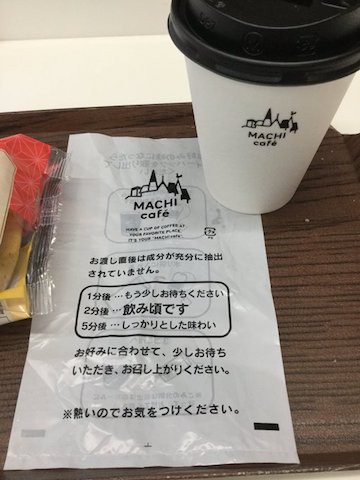 MACHI
café
MACHI
café
HAVE A CUP OF COFFEE AT
YOUR FAVORITE PLACE!
IT'S YOUR "MACHI café"
お渡し直後は成分が充分に抽出
されていません。
1分後…もう少しお待ちください
2分後…飲み頃です
5分後…しっかりとした味わい
お好みに合わせて、少しお待ち
いただき、お召し上がりください。
※熱いのでお気をつけください。